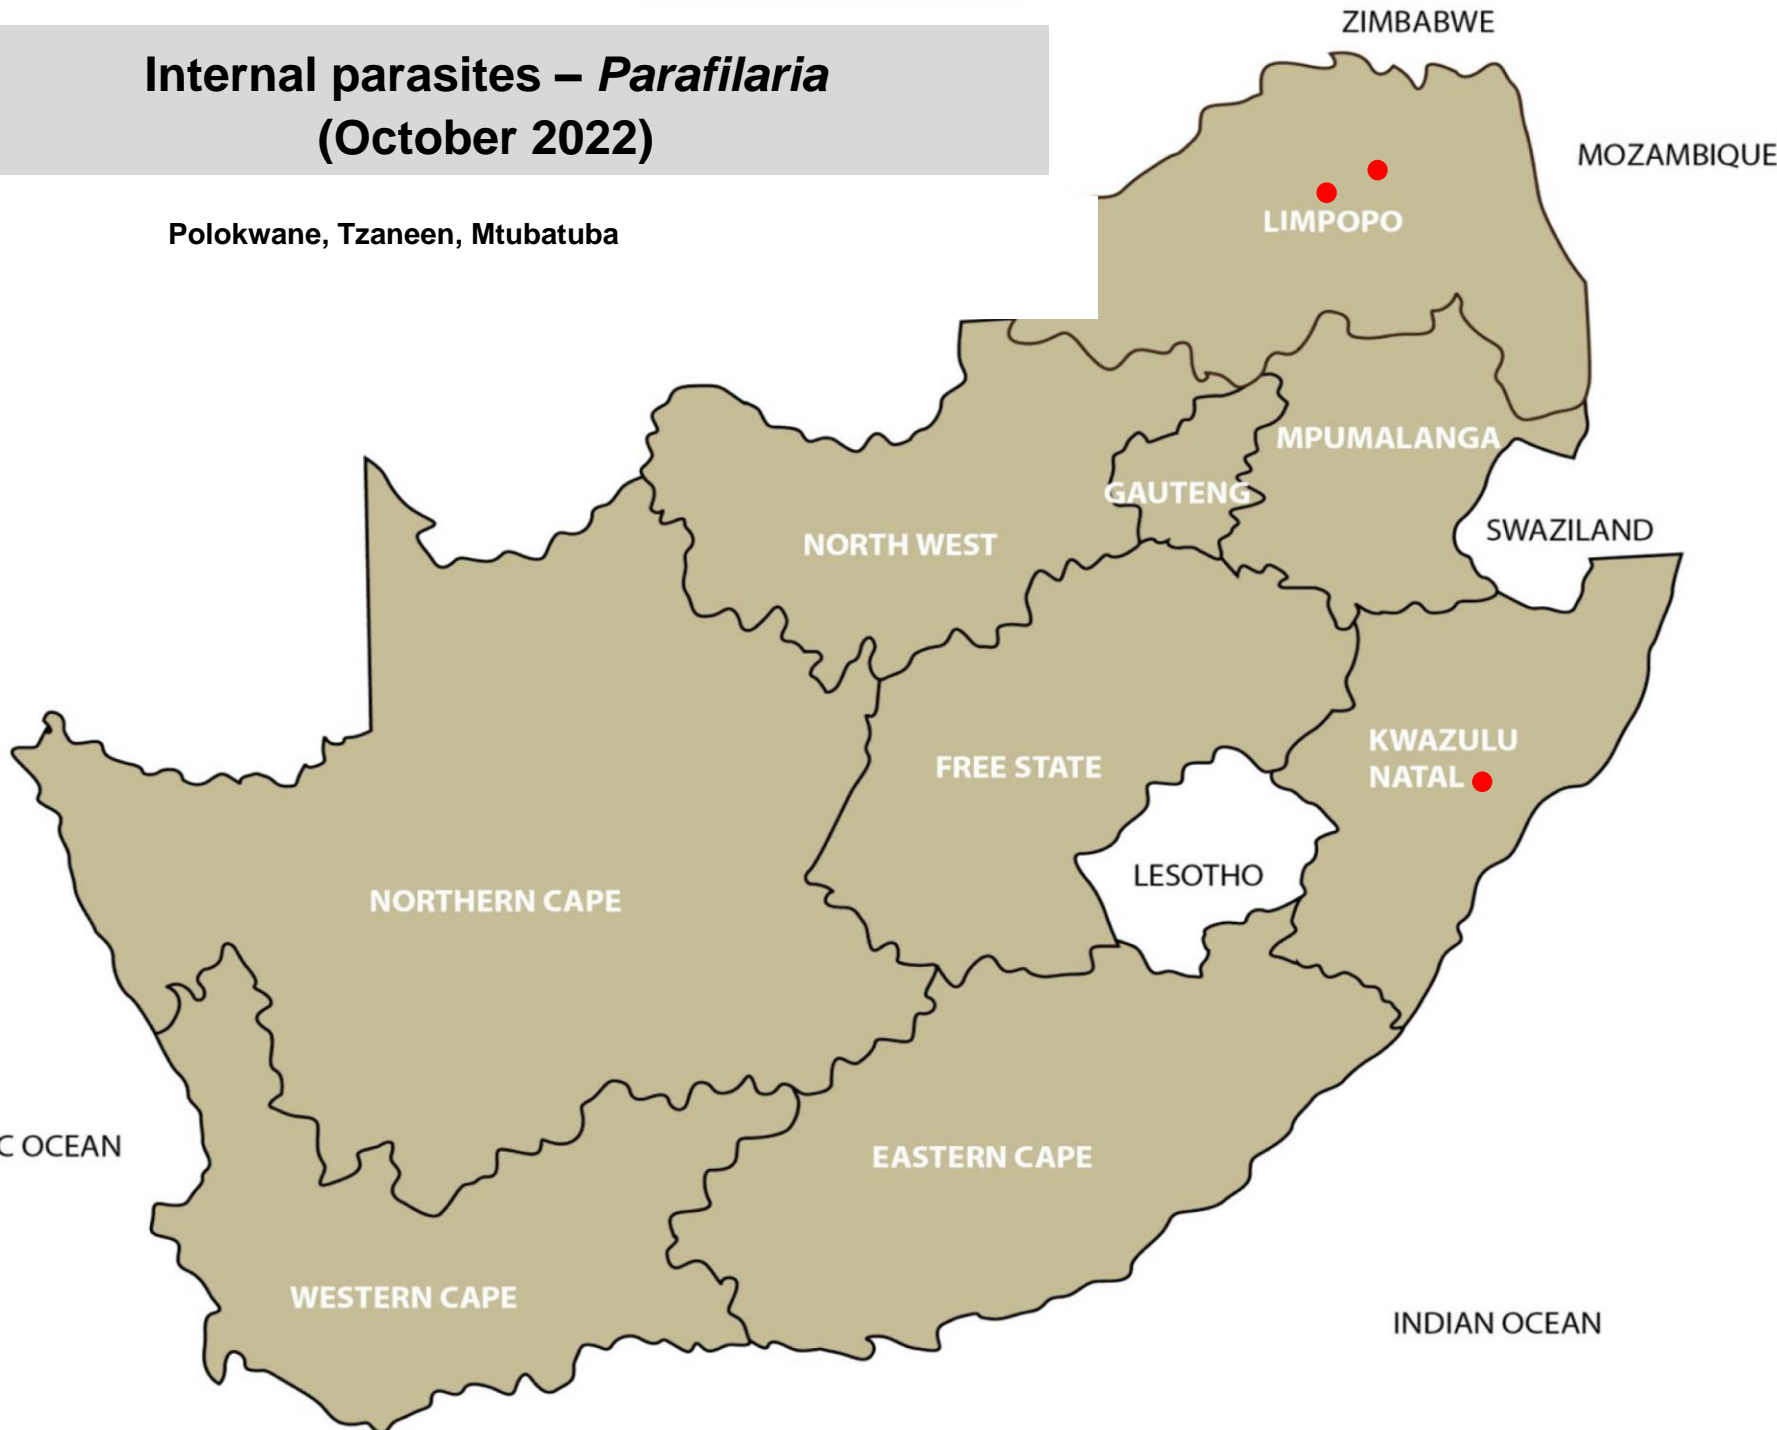 Internal parasites – Parafilaria
(October 2022)
Polokwane, Tzaneen, Mtubatuba
ZIMBABWE
MOZAMBIQUE
LIMPOPO
MPUMALANGA
GAUTENG
SWAZILAND
NORTH WEST
KWAZULU
NATAL
FREE STATE
LESOTHO
NORTHERN CAPE
C OCEAN
EASTERN CAPE
WESTERN CAPE
INDIAN OCEAN